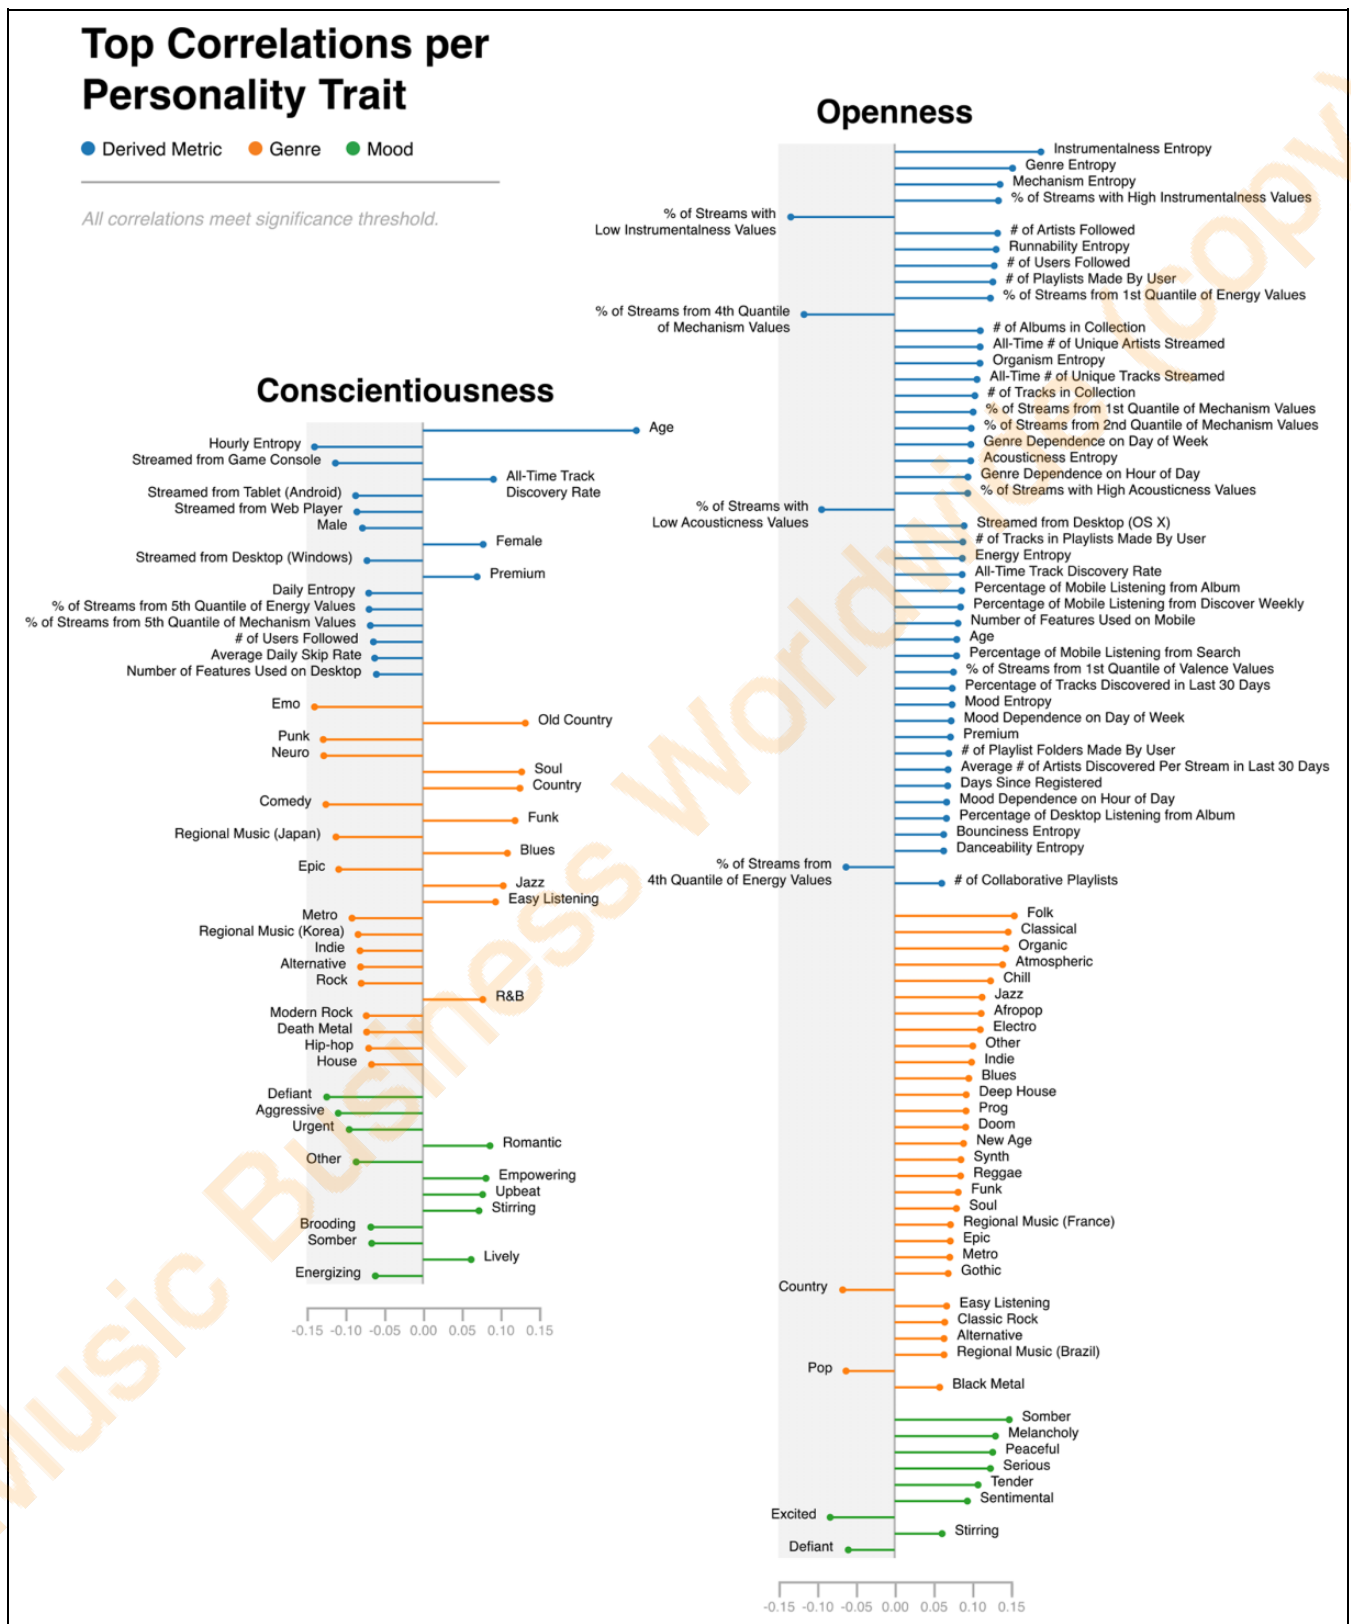 Top Correlations per
Personality Trait
Derived Metric Genre Mood
All correlations meet significance threshold.
Conscientiousness
Age
Hourly Entropy
Streamed from Game Console
All-Time Track
Discovery Rate
Streamed from Tablet (Android)
Streamed from Web Player
Male
Female
Streamed from Desktop (Windows)
Premium
Daily Entropy
% of Streams from 5th Quantile of Energy Values
% of Streams from 5th Quantile of Mechanism Values
# of Users Followed
Average Daily Skip Rate
Number of Features Used on Desktop
Emo
Old Country
Punk
Neuro
Soul
Country
Comedy
Funk
Regional Music (Japan)
Blues
Epic
Jazz
Easy Listening
Metro
Regional Music (Korea)
Indie
Alternative
Rock
R&B
Modern Rock
Death Metal
Hip-hop
House
Defiant
Aggressive
Urgent
Romantic
Other
Empowering
Upbeat
Stirring
Brooding
Somber
Lively
Energizing
-0.15 -0.10 -0.05 0.00 0.05 0.10 0.15
Openness
Instrumentalness Entropy
Genre Entropy
Mechanism Entropy
% of Streams with High Instrumentalness Values
% of Streams with
Low Instrumentalness Values
# of Artists Followed
Runnability Entropy
# of Users Followed
# of Playlists Made By User
% of Streams from 1st Quantile of Energy Values
% of Streams from 4th Quantile
of Mechanism Values
# of Albums in Collection
All-Time # of Unique Artists Streamed
Organism Entropy
All-Time # of Unique Tracks Streamed
# of Tracks in Collection
% of Streams from 1st Quantile of Mechanism Values
% of Streams from 2nd Quantile of Mechanism Values
Genre Dependence on Day of Week
Acousticness Entropy
Genre Dependence on Hour of Day
% of Streams with High Acousticness Values
% of Streams with
Low Acousticness Values
Streamed from Desktop (OS X)
# of Tracks in Playlists Made By User
Energy Entropy
All-Time Track Discovery Rate
Percentage of Mobile Listening from Album
Percentage of Mobile Listening from Discover Weekly
Number of Features Used on Mobile
Age
Percentage of Mobile Listening from Search
% of Streams from 1st Quantile of Valence Values
Percentage of Tracks Discovered in Last 30 Days
Mood Entropy
Mood Dependence on Day of Week
Premium
# of Playlist Folders Made By User
Average # of Artists Discovered Per Stream in Last 30 Days
Days Since Registered
Mood Dependence on Hour of Day
Percentage of Desktop Listening from Album
Bounciness Entropy
Danceability Entropy
% of Streams from
4th Quantile of Energy Values
# of Collaborative Playlists
Folk
Classical
Organic
Atmospheric
Chill
Jazz
Afropop
Electro
Other
Indie
Blues
Deep House
Prog
Doom
New Age
Synth
Reggae
Funk
Soul
Regional Music (France)
Epic
Metro
Gothic
Country
Easy Listening
Classic Rock
Alternative
Regional Music (Brazil)
Pop
Black Metal
Somber
Melancholy
Peaceful
Serious
Tender
Sentimental
Excited
Stirring
Defiant
-0.15 -0.10 -0.05 0.00 0.05 0.10 0.15
Music Business Worldwide (copy)